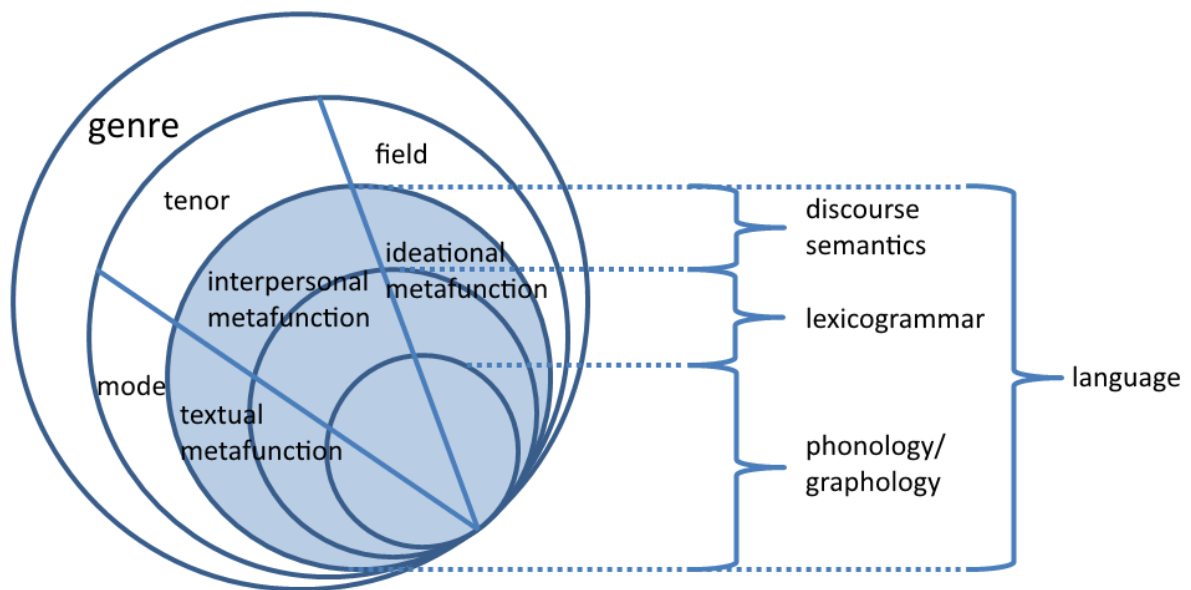 genre
field
tenor
discourse
semantics
ideational
metafunction
interpersonal
metafunction
lexicogrammar
language
mode
textual
metafunction
phonology/
graphology